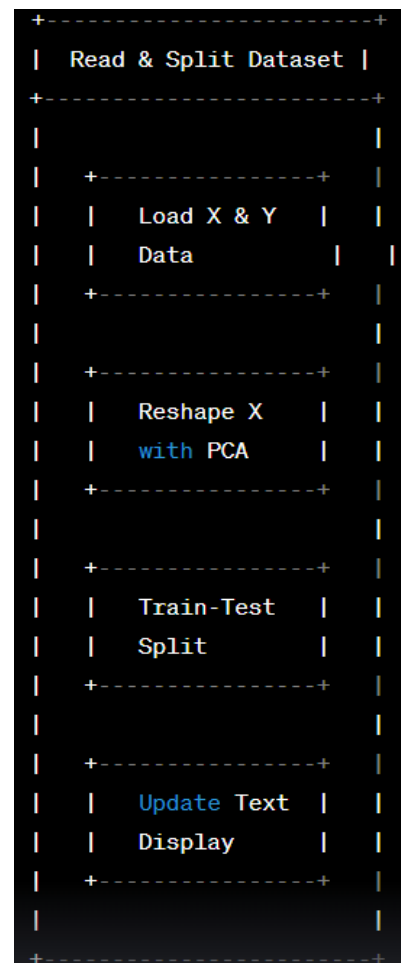 +------------------------+
|  Read & Split Dataset |
+------------------------+
|                        |
|   +----------------+   |
|   |   Load X & Y   |   |
|   |   Data          |   |
|   +----------------+   |
|                        |
|   +----------------+   |
|   |   Reshape X    |   |
|   |   with PCA     |   |
|   +----------------+   |
|                        |
|   +----------------+   |
|   |   Train-Test   |   |
|   |   Split        |   |
|   +----------------+   |
|                        |
|   +----------------+   |
|   |   Update Text  |   |
|   |   Display      |   |
|   +----------------+   |
|                        |
+------------------------+